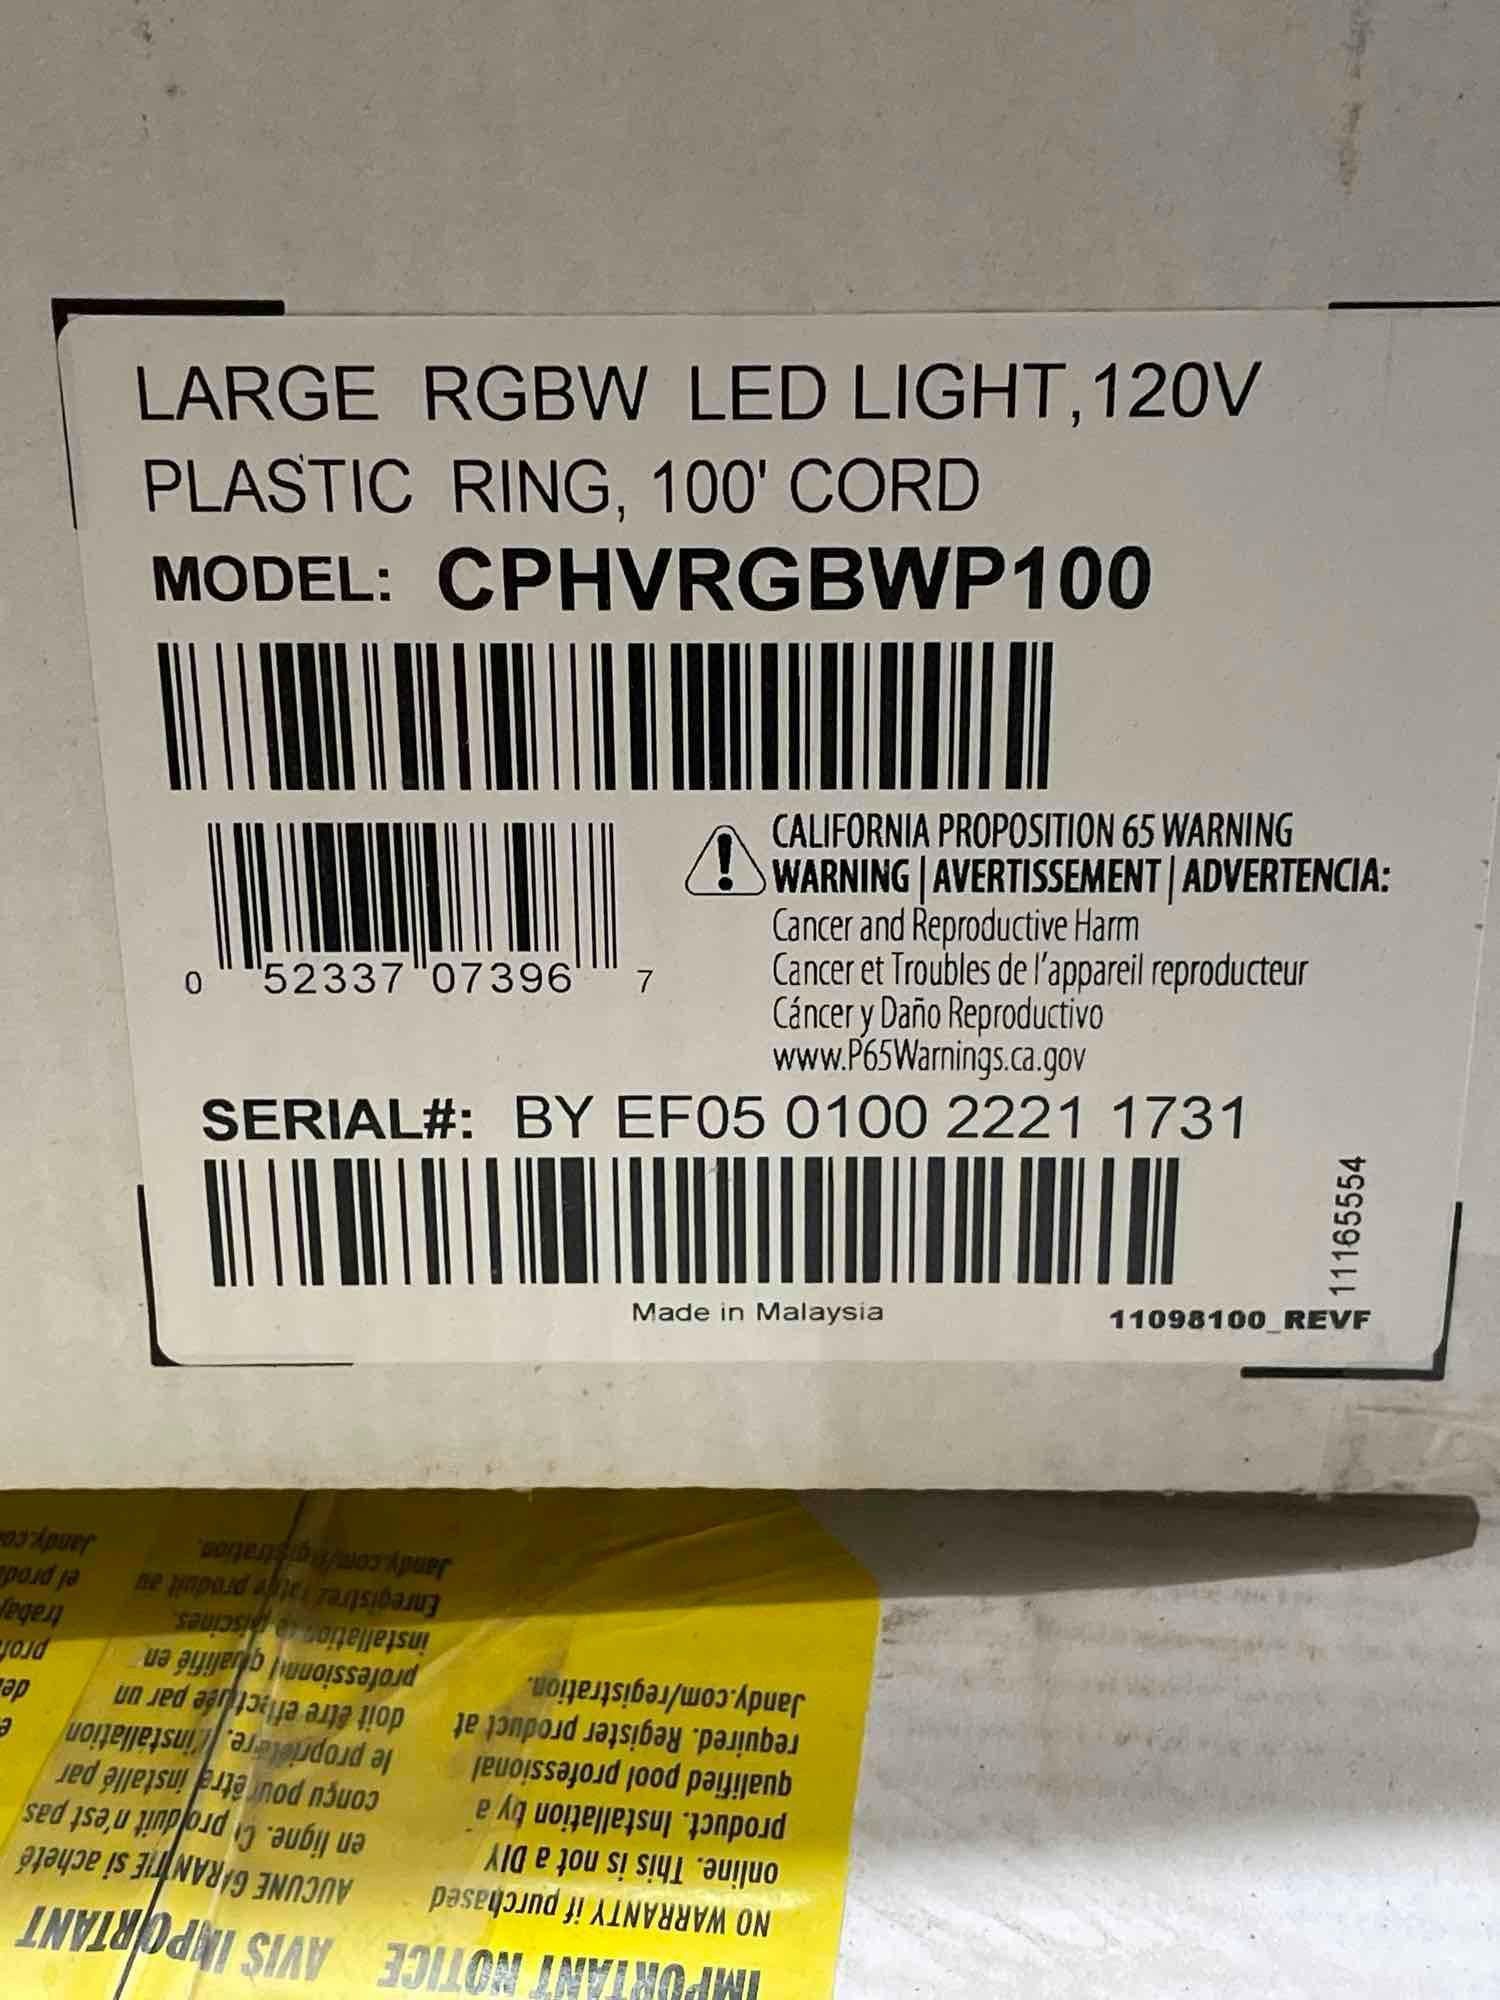 LARGE RGBW LED LIGHT, 120V
PLASTIC RING, 100' CORD
MODEL: CPHVRGBWP100
0 52337 07396 7
CALIFORNIA PROPOSITION 65 WARNING
WARNING | AVERTISSEMENT | ADVERTENCIA:
Cancer and Reproductive Harm
Cancer et Troubles de l'appareil reproducteur
Cáncer y Daño Reproductivo
www.P65Warnings.ca.gov
SERIAL#: BY EF05 0100 2221 1731
11165554
Made in Malaysia
11098100_REVF
IMPORTANT NOTICE
NO WARRANTY if purchased
online. This is not a DIY
product. Installation by a
qualified pool professional
required. Register product at
Jandy.com/registration.
AVIS IMPORTANT
AUCUNE GARANTIE si acheté
en ligne. Ce produit n'est pas
conçu pour être installé par
le propriétaire. L'installation
doit être effectuée par un
professionnel qualifié en
installation de piscines.
Enregistrez votre produit au
Jandy.com/registration.
el